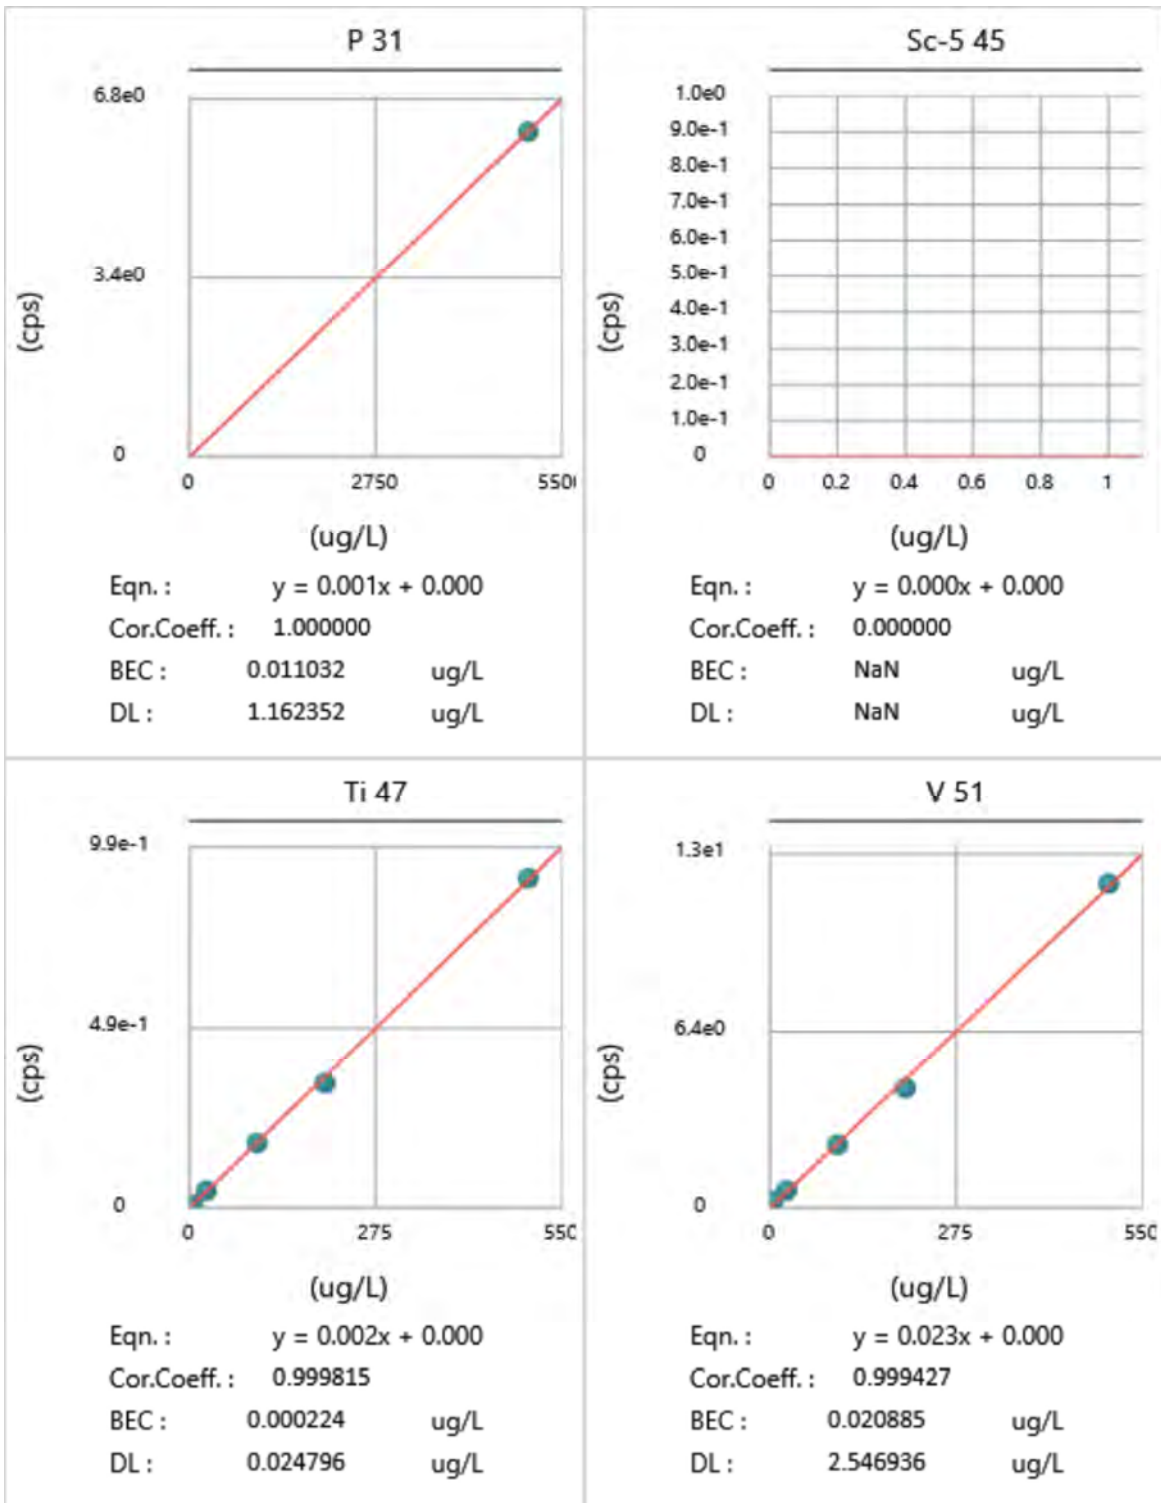 P 31
6.8e0
3.4e0
0
(cps)
0 2750 550
(ug/L)
Eqn. : y = 0.001x + 0.000
Cor.Coeff. : 1.000000
BEC : 0.011032 ug/L
DL : 1.162352 ug/L
Sc-5 45
1.0e0
9.0e-1
8.0e-1
7.0e-1
6.0e-1
5.0e-1
4.0e-1
3.0e-1
2.0e-1
1.0e-1
0
(cps)
0 0.2 0.4 0.6 0.8 1
(ug/L)
Eqn. : y = 0.000x + 0.000
Cor.Coeff. : 0.000000
BEC : NaN ug/L
DL : NaN ug/L
Ti 47
9.9e-1
4.9e-1
0
(cps)
0 275 550
(ug/L)
Eqn. : y = 0.002x + 0.000
Cor.Coeff. : 0.999815
BEC : 0.000224 ug/L
DL : 0.024796 ug/L
V 51
1.3e1
6.4e0
0
(cps)
0 275 550
(ug/L)
Eqn. : y = 0.023x + 0.000
Cor.Coeff. : 0.999427
BEC : 0.020885 ug/L
DL : 2.546936 ug/L